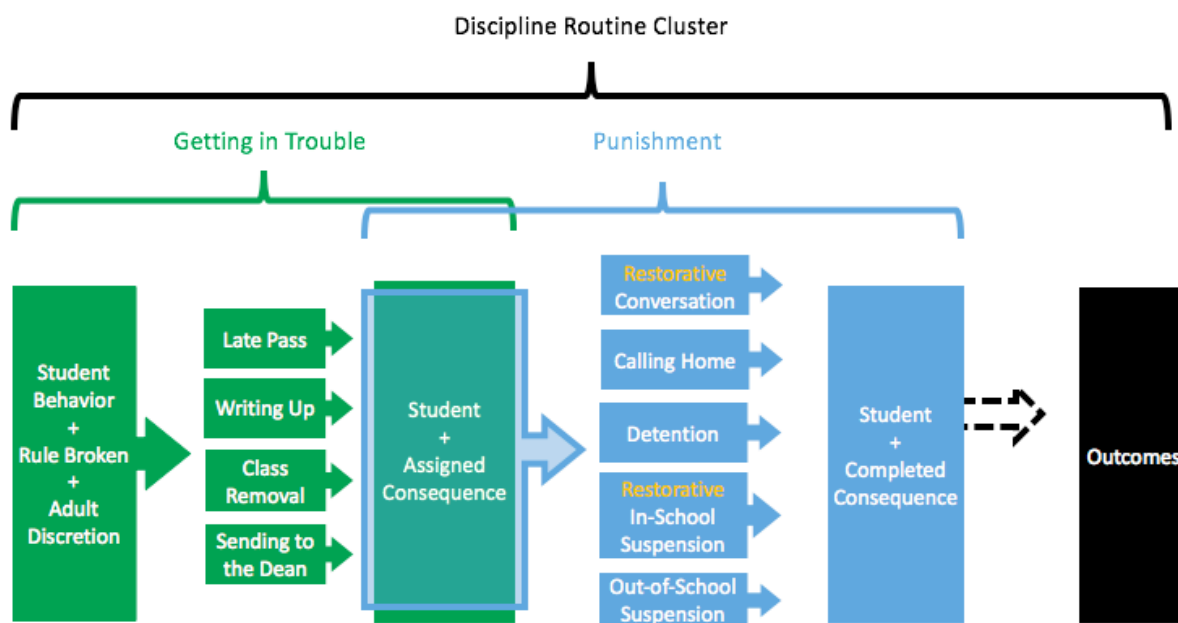 Discipline Routine Cluster
Getting in Trouble
Punishment
Student
Behavior
+
Rule Broken
+
Adult
Discretion
Late Pass
Writing Up
Class
Removal
Sending to
the Dean
Student
+
Assigned
Consequence
Restorative
Conversation
Calling Home
Detention
Restorative
In-School
Suspension
Out-of-School
Suspension
Student
+
Completed
Consequence
Outcomes